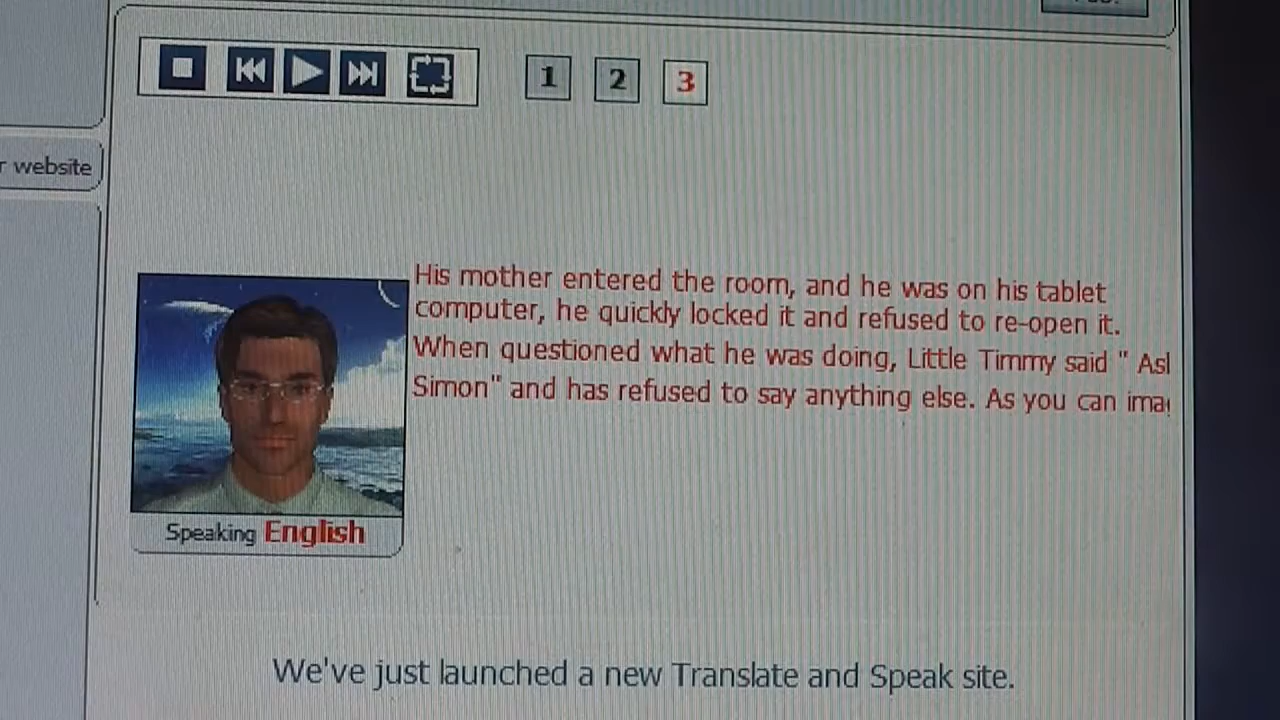 r website
1 2 3
His mother entered the room, and he was on his tablet
computer, he quickly locked it and refused to re-open it.
When questioned what he was doing, Little Timmy said "
Simon" and has refused to say anything else. As you can
Speaking English
We've just launched a new Translate and Speak site.